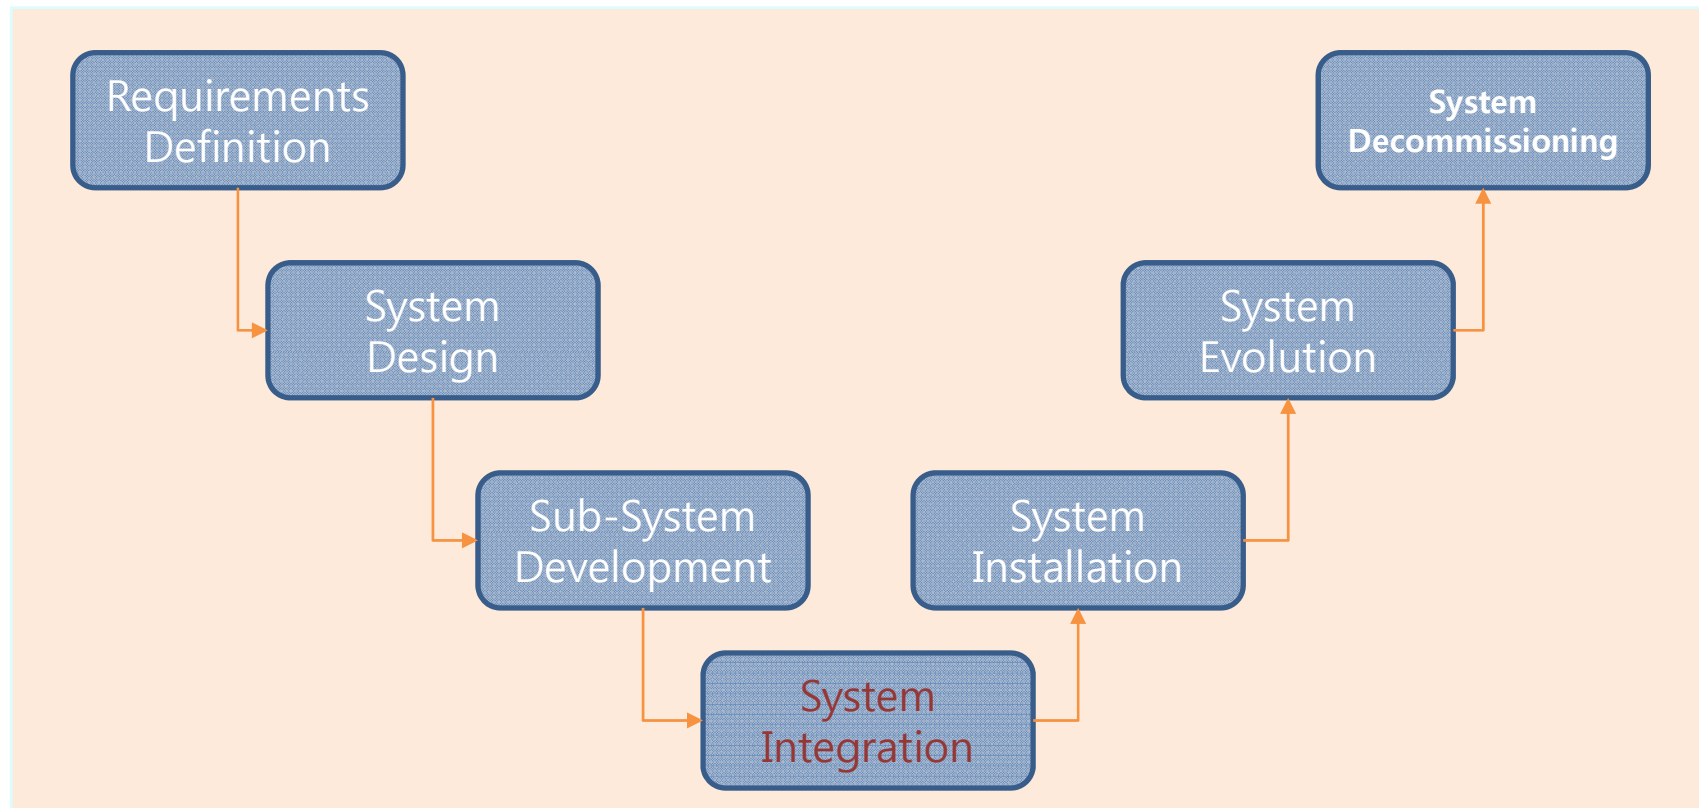 Requirements
Definition
System
Design
Sub-System
Development
System
Integration
System
Installation
System
Evolution
System
Decommissioning